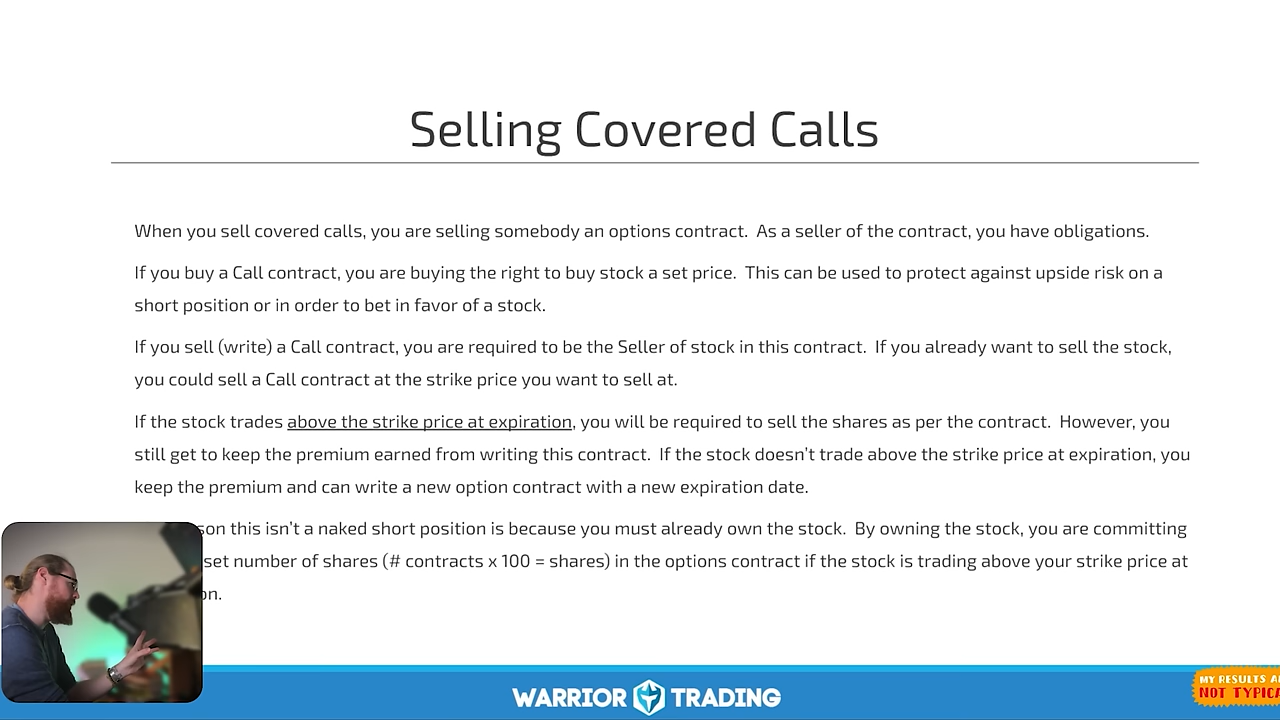 Selling Covered Calls
When you sell covered calls, you are selling somebody an options contract.  As a seller of the contract, you have obligations.
If you buy a Call contract, you are buying the right to buy stock a set price.  This can be used to protect against upside risk on a
short position or in order to bet in favor of a stock.
If you sell (write) a Call contract, you are required to be the Seller of stock in this contract.  If you already want to sell the stock,
you could sell a Call contract at the strike price you want to sell at.
If the stock trades above the strike price at expiration, you will be required to sell the shares as per the contract.  However, you
still get to keep the premium earned from writing this contract.  If the stock doesn't trade above the strike price at expiration, you
keep the premium and can write a new option contract with a new expiration date.
this isn't a naked short position is because you must already own the stock.  By owning the stock, you are committing
set number of shares (# contracts x 100 = shares) in the options contract if the stock is trading above your strike price at
WARRIOR TRADING
MY RESULTS
NOT